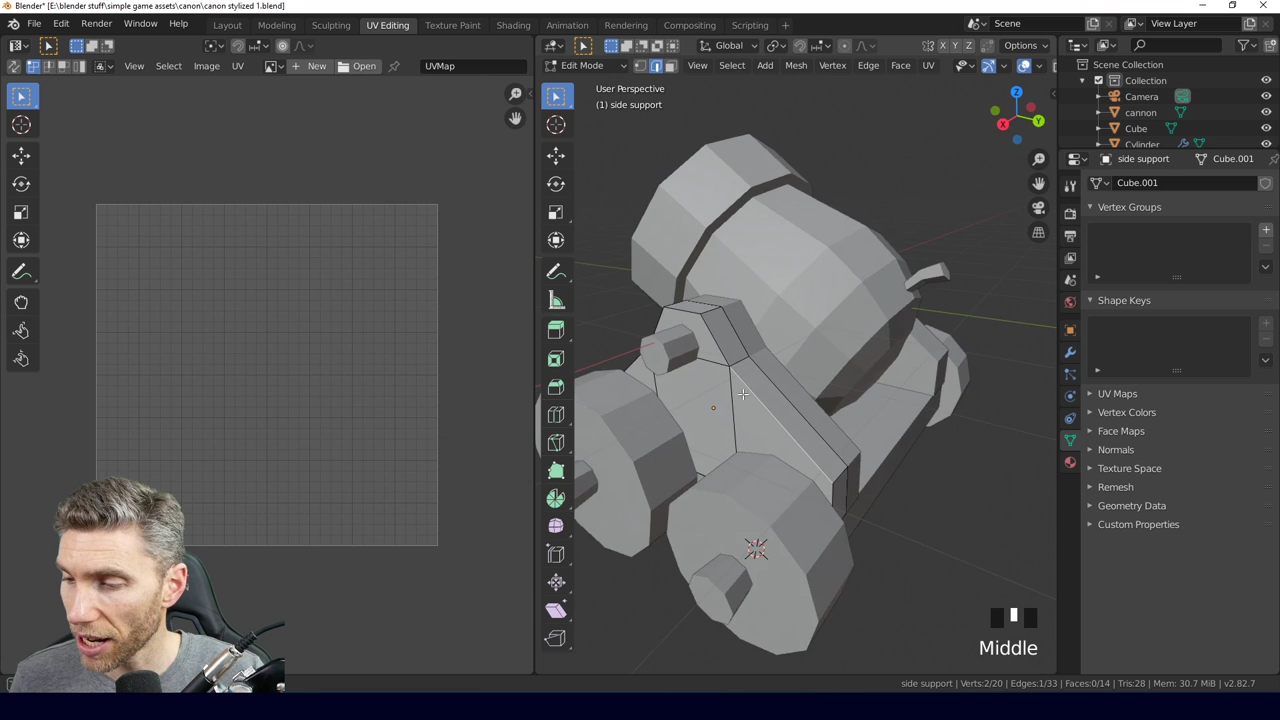 Blender* [E:\blender stuff\simple game assets\canon\canon stylized 1.blend]
File Edit Render Window Help Layout Modeling Sculpting UV Editing Texture Paint Shading Animation Rendering Compositing Scripting + Scene View Layer
Global X Y Z Options
View Select Image UV + New Open UVMap
Edit Mode View Select Add Mesh Vertex Edge Face UV
User Perspective
(1) side support
Z
X Y
Scene Collection
Collection
Camera
cannon
Cube
Cylinder
side support Cube.001
Cube.001
Vertex Groups
Shape Keys
UV Maps
Vertex Colors
Face Maps
Normals
Texture Space
Remesh
Geometry Data
Custom Properties
Middle
side support | Verts:2/20 | Edges:1/33 | Faces:0/14 | Tris:28 | Mem: 30.7 MiB | v2.82.7